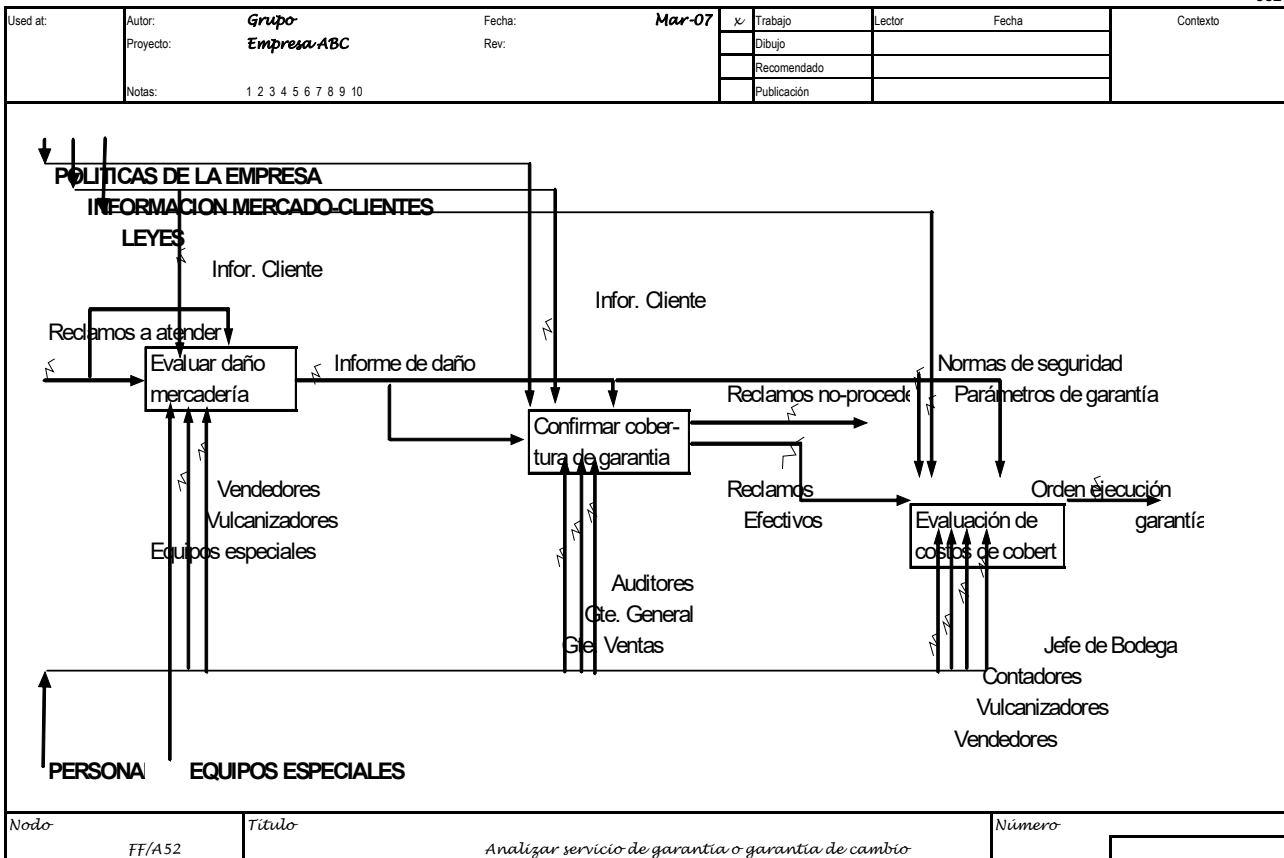 Used at:
Autor:
Grupo
Fecha:
Mar-07
x
Trabajo
Lector
Fecha
Contexto
Proyecto:
Empresa ABC
Rev:
Dibujo
Recomendado
Notas:
1 2 3 4 5 6 7 8 9 10
Publicación
POLITICAS DE LA EMPRESA
INFORMACION MERCADO-CLIENTES
LEYES
Infor. Cliente
Infor. Cliente
Reclamos a atender
Evaluar daño
mercadería
Informe de daño
Normas de seguridad
Reclamos no-procede
Parámetros de garantía
Confirmar cober-
tura de garantia
Vendedores
Vulcanizadores
Equipos especiales
Reclamos
Efectivos
Orden ejecución
garantía
Evaluación de
costos de cobert
Auditores
Gte. General
Gte. Ventas
Jefe de Bodega
Contadores
Vulcanizadores
Vendedores
PERSONA
EQUIPOS ESPECIALES
Nodo
Título
Número
FF/A52
Analizar servicio de garantía o garantía de cambio